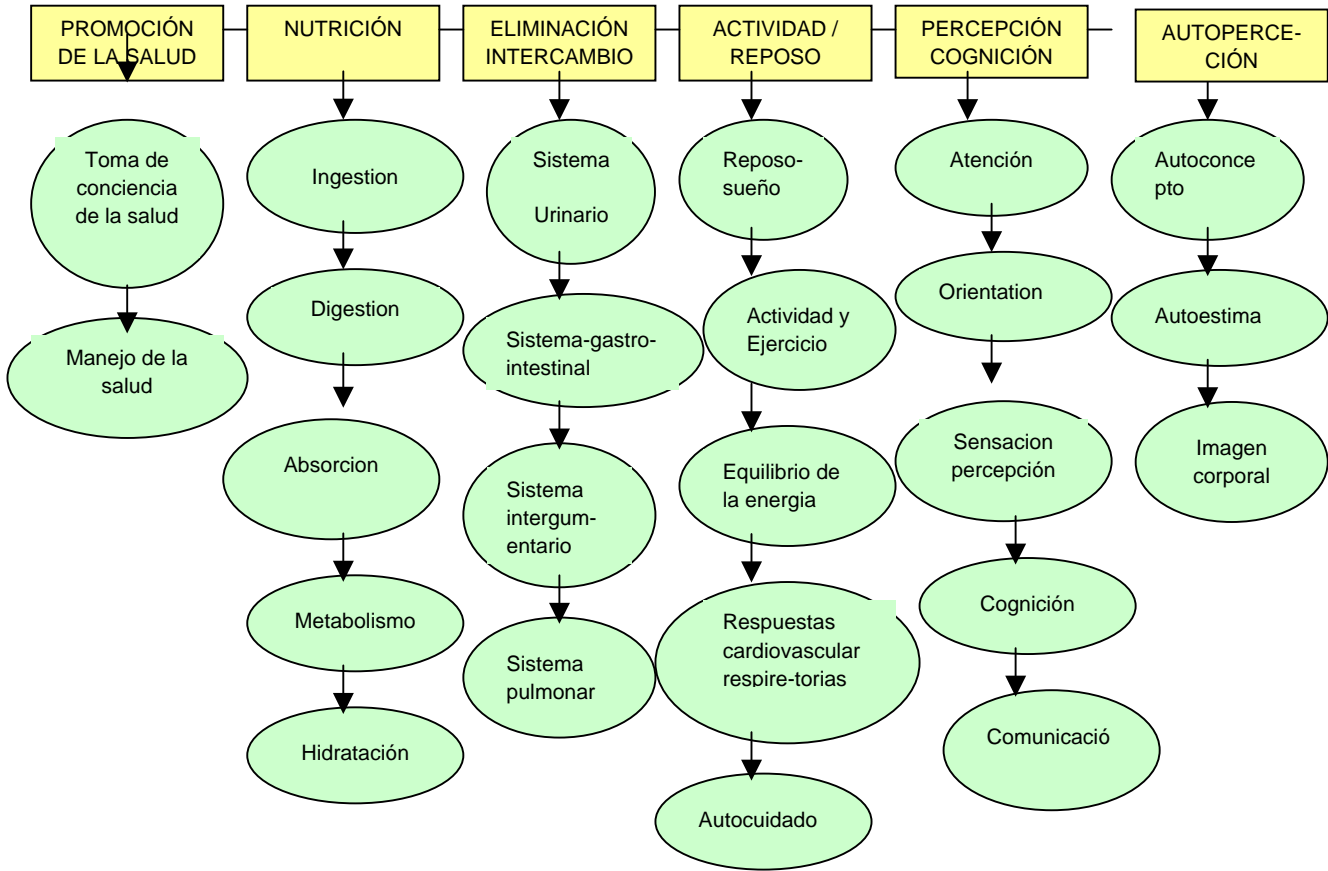 PROMOCIÓN
DE LA SALUD
Toma de
conciencia
de la salud
Manejo de la
salud
NUTRICIÓN
Ingestion
Digestion
Absorcion
Metabolismo
Hidratación
ELIMINACIÓN
INTERCAMBIO
Sistema
Urinario
Sistema-gastro-
intestinal
Sistema
intergum-
entario
Sistema
pulmonar
ACTIVIDAD /
REPOSO
Reposo-
sueño
Actividad y
Ejercicio
Equilibrio de
la energia
Respuestas
cardiovascular
respire-torias
Autocuidado
PERCEPCIÓN
COGNICIÓN
Atención
Orientation
Sensacion
percepción
Cognición
Comunicació
AUTOPERCE-
CIÓN
Autoconce
pto
Autoestima
Imagen
corporal